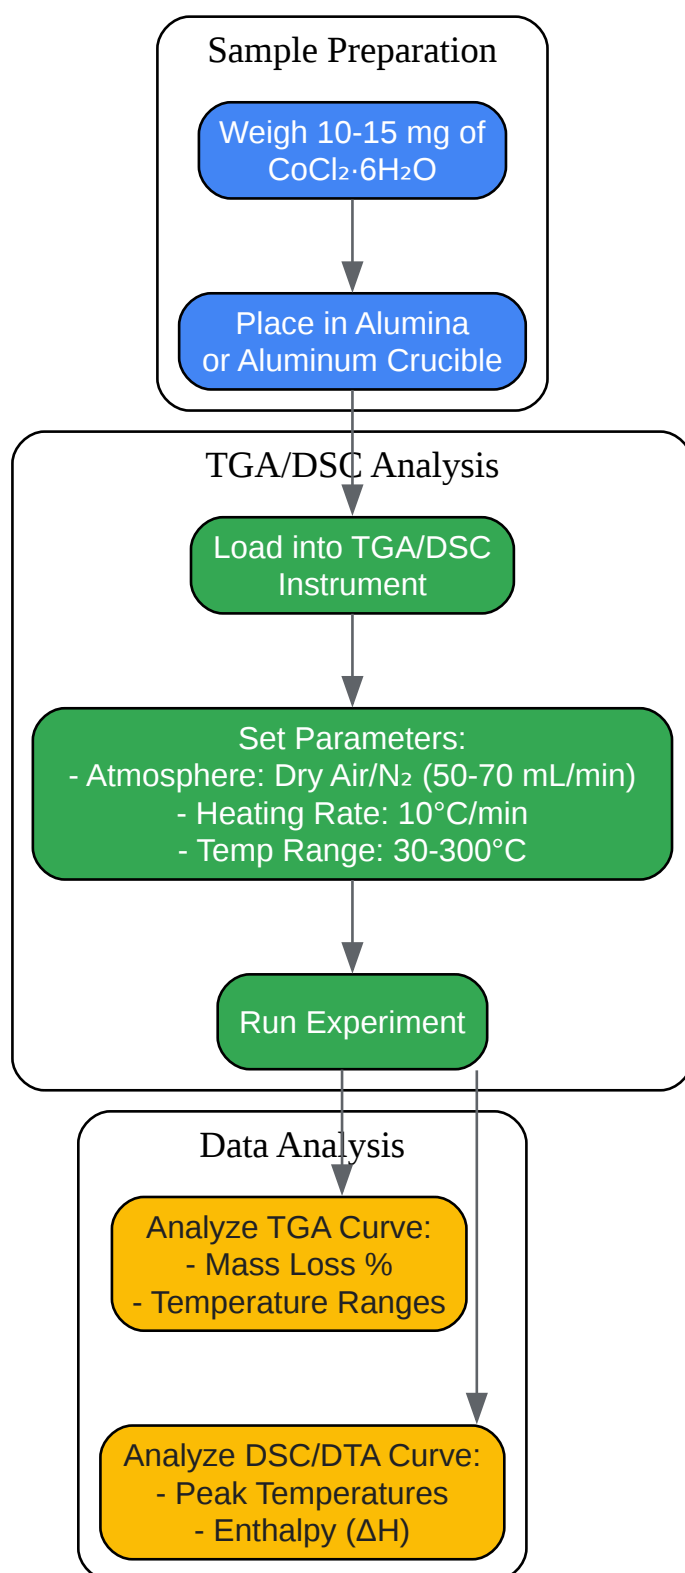 Sample Preparation
Weigh 10-15 mg of
CoCl₂·6H₂O
Place in Alumina
or Aluminum Crucible
TGA/DSC Analysis
Load into TGA/DSC
Instrument
Set Parameters:
- Atmosphere: Dry Air/N₂ (50-70 mL/min)
- Heating Rate: 10°C/min
- Temp Range: 30-300°C
Run Experiment
Data Analysis
Analyze TGA Curve:
- Mass Loss %
- Temperature Ranges
Analyze DSC/DTA Curve:
- Peak Temperatures
- Enthalpy (ΔH)